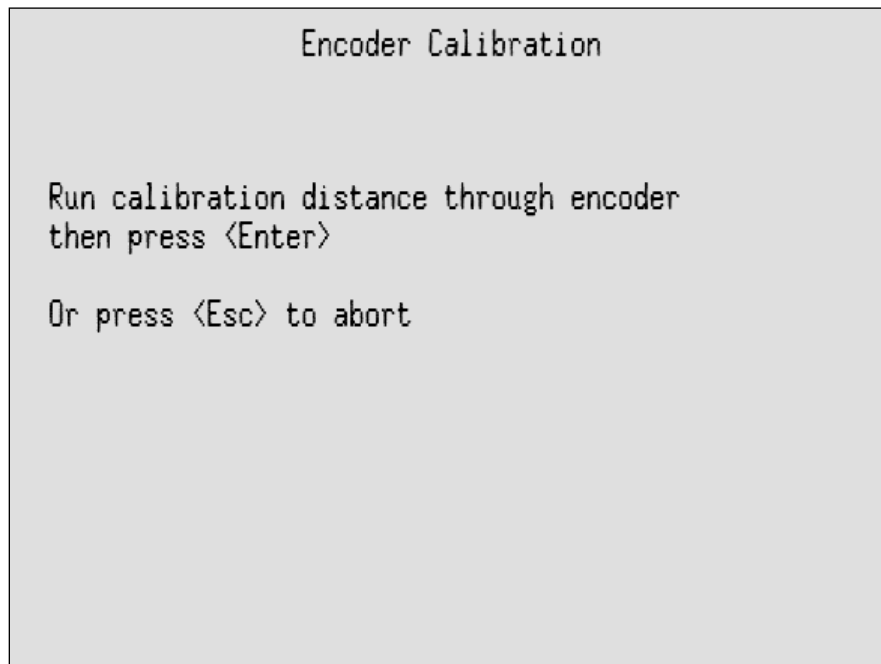 Encoder Calibration
Run calibration distance through encoder
then press <Enter>
Or press <Esc> to abort